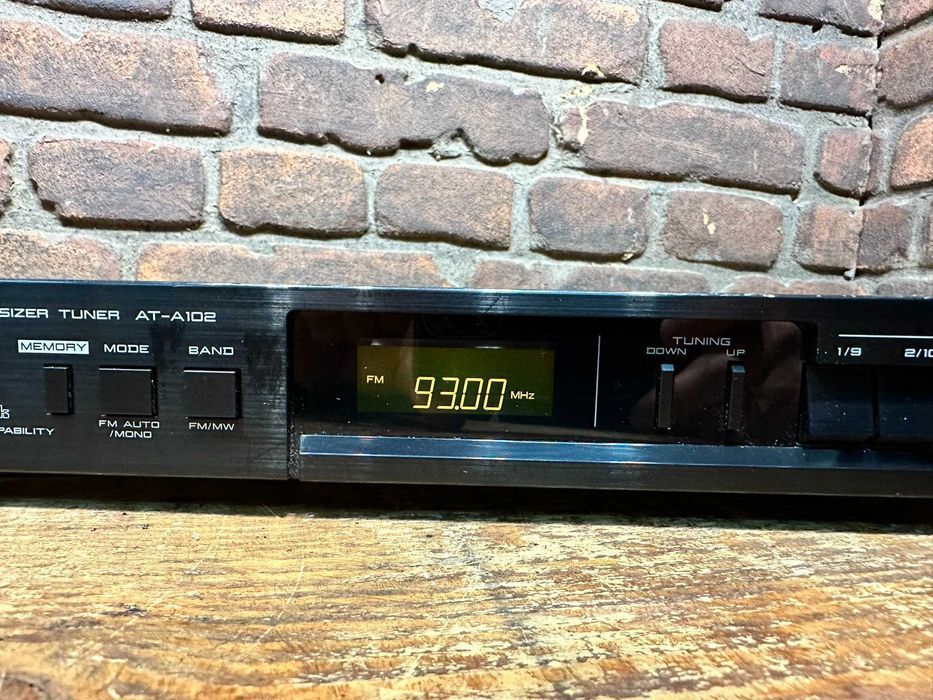 SIZER TUNER AT-A102
MEMORY MODE BAND
FM AUTO
/MONO
FM/MW
PABILITY
FM 93.00 MHz
TUNING
DOWN UP
1/9 2/10